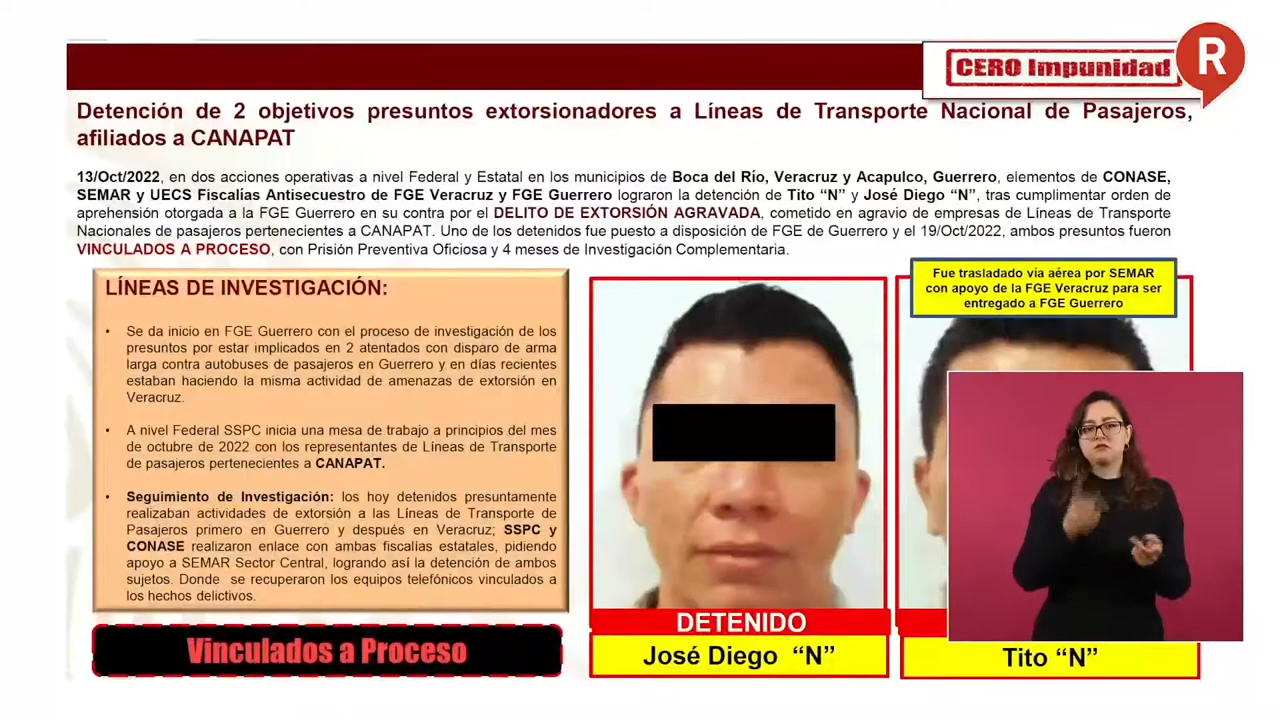 CERO Impunidad
R
Detención de 2 objetivos presuntos extorsionadores a Líneas de Transporte Nacional de Pasajeros,
afiliados a CANAPAT
13/Oct/2022, en dos acciones operativas a nivel Federal y Estatal en los municipios de Boca del Río, Veracruz y Acapulco, Guerrero, elementos de CONASE,
SEMAR y UECS Fiscalías Antisecuestro de FGE Veracruz y FGE Guerrero lograron la detención de Tito “N” y José Diego “N”, tras cumplimentar orden de
aprehensión otorgada a la FGE Guerrero en su contra por el DELITO DE EXTORSIÓN AGRAVADA, cometido en agravio de empresas de Líneas de Transporte
Nacionales de pasajeros pertenecientes a CANAPAT. Uno de los detenidos fue puesto a disposición de FGE de Guerrero y el 19/Oct/2022, ambos presuntos fueron
VINCULADOS A PROCESO, con Prisión Preventiva Oficiosa y 4 meses de Investigación Complementaria.
LÍNEAS DE INVESTIGACIÓN:
• Se da inicio en FGE Guerrero con el proceso de investigación de los
presuntos por estar implicados en 2 atentados con disparo de arma
larga contra autobuses de pasajeros en Guerrero y en días recientes
estaban haciendo la misma actividad de amenazas de extorsión en
Veracruz.
• A nivel Federal SSPC inicia una mesa de trabajo a principios del mes
de octubre de 2022 con los representantes de Líneas de Transporte
de pasajeros pertenecientes a CANAPAT.
• Seguimiento de Investigación: los hoy detenidos presuntamente
realizaban actividades de extorsión a las Líneas de Transporte de
Pasajeros primero en Guerrero y después en Veracruz; SSPC y
CONASE realizaron enlace con ambas fiscalías estatales, pidiendo
apoyo a SEMAR Sector Central, logrando así la detención de ambos
sujetos. Donde se recuperaron los equipos telefónicos vinculados a
los hechos delictivos.
Vinculados a Proceso
DETENIDO
José Diego “N”
Fue trasladado vía aérea por SEMAR
con apoyo de la FGE Veracruz para ser
entregado a FGE Guerrero
Tito “N”